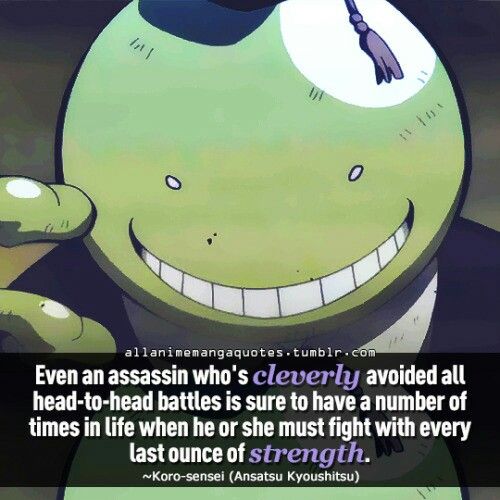 allanimemangaquotes.tumblr.com
Even an assassin who's cleverly avoided all
head-to-head battles is sure to have a number of
times in life when he or she must fight with every
last ounce of strength.
~Koro-sensei (Ansatsu Kyoushitsu)